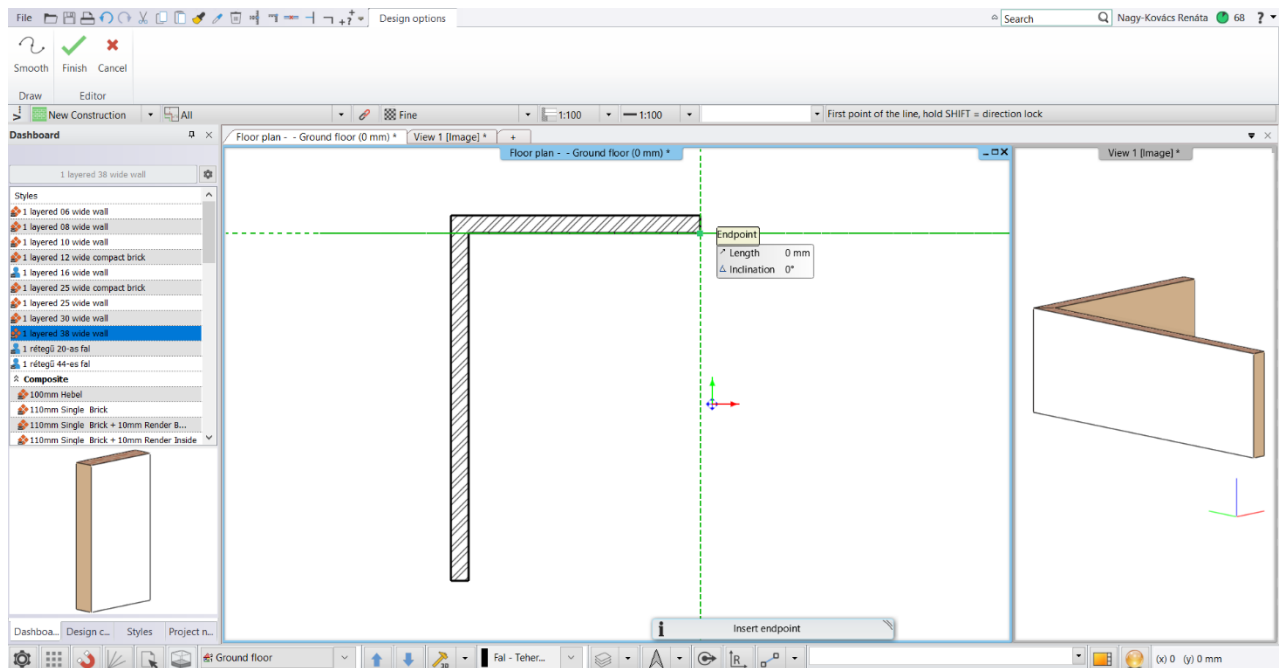 File Design options Search Nagy-Kovács Renáta 68 ?
Smooth Finish Cancel
Draw Editor
New Construction All Fine 1:100 1:100 First point of the line, hold SHIFT = direction lock
Dashboard
Floor plan - - Ground floor (0 mm) * View 1 [Image] * +
Floor plan - - Ground floor (0 mm) *
View 1 [Image] *
1 layered 38 wide wall
Styles
1 layered 06 wide wall
1 layered 08 wide wall
1 layered 10 wide wall
1 layered 12 wide compact brick
1 layered 16 wide wall
1 layered 25 wide compact brick
1 layered 25 wide wall
1 layered 30 wide wall
1 layered 38 wide wall
1 rétegű 20-as fal
1 rétegű 44-es fal
Composite
100mm Hebel
110mm Single Brick
110mm Single Brick + 10mm Render B...
110mm Single Brick + 10mm Render Inside
Endpoint
Length 0 mm
Inclination 0°
i Insert endpoint
Dashboa... Design c... Styles Project n...
Ground floor 3D Fal - Teher... R (x) 0 (y) 0 mm